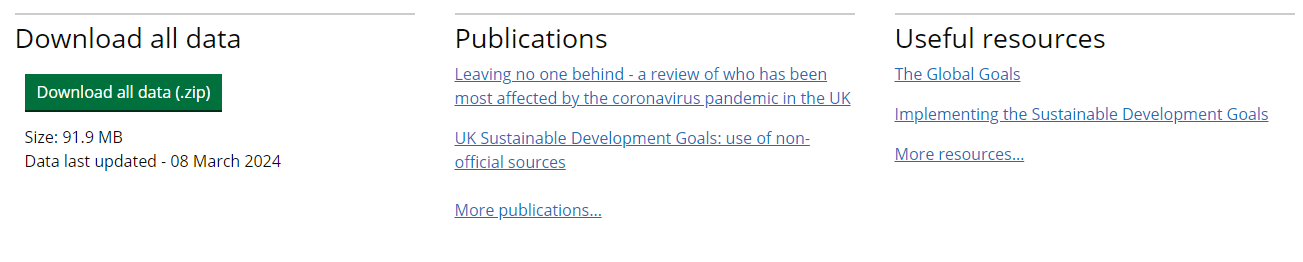 Download all data
Download all data (.zip)
Size: 91.9 MB
Data last updated - 08 March 2024
Publications
Leaving no one behind - a review of who has been
most affected by the coronavirus pandemic in the UK
UK Sustainable Development Goals: use of non-
official sources
More publications...
Useful resources
The Global Goals
Implementing the Sustainable Development Goals
More resources...